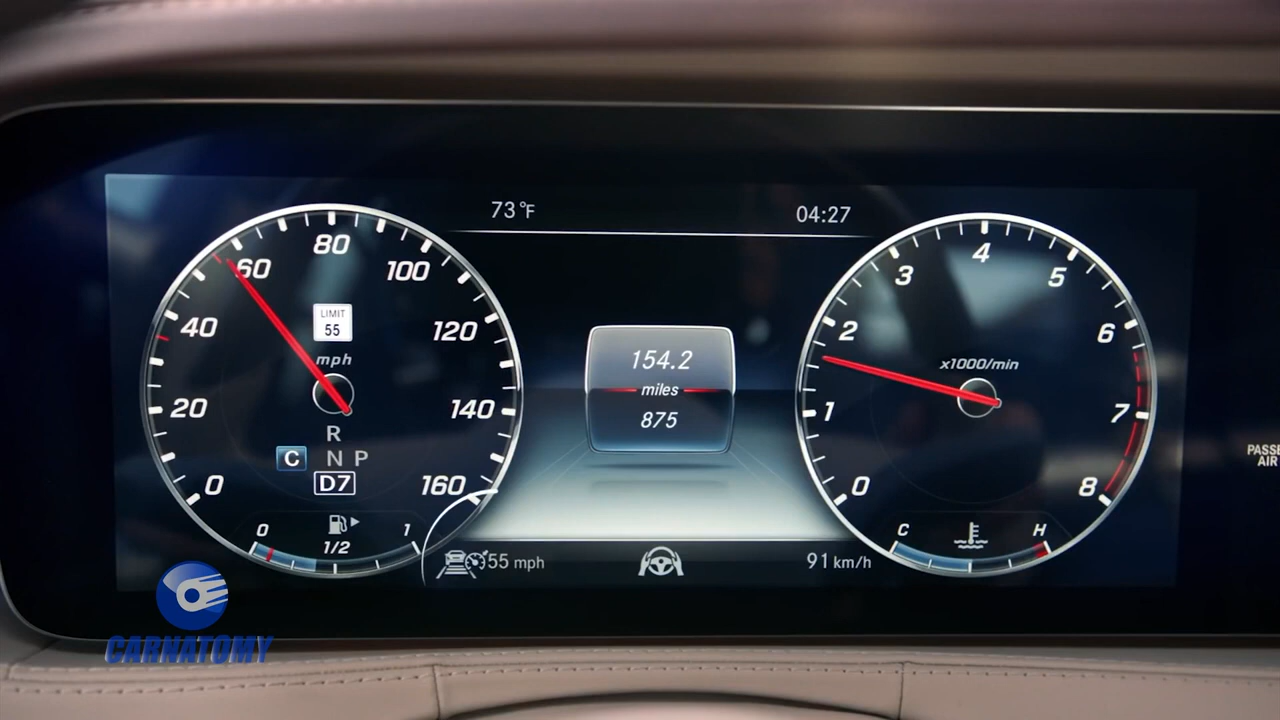 73°F
04:27
0
20
40
60
80
100
120
140
160
LIMIT
55
mph
R
C
N P
D7
0
1/2
1
154.2
miles
875
0
1
2
3
4
5
6
7
8
x1000/min
C
H
55 mph
91 km/h
CARNATOMY